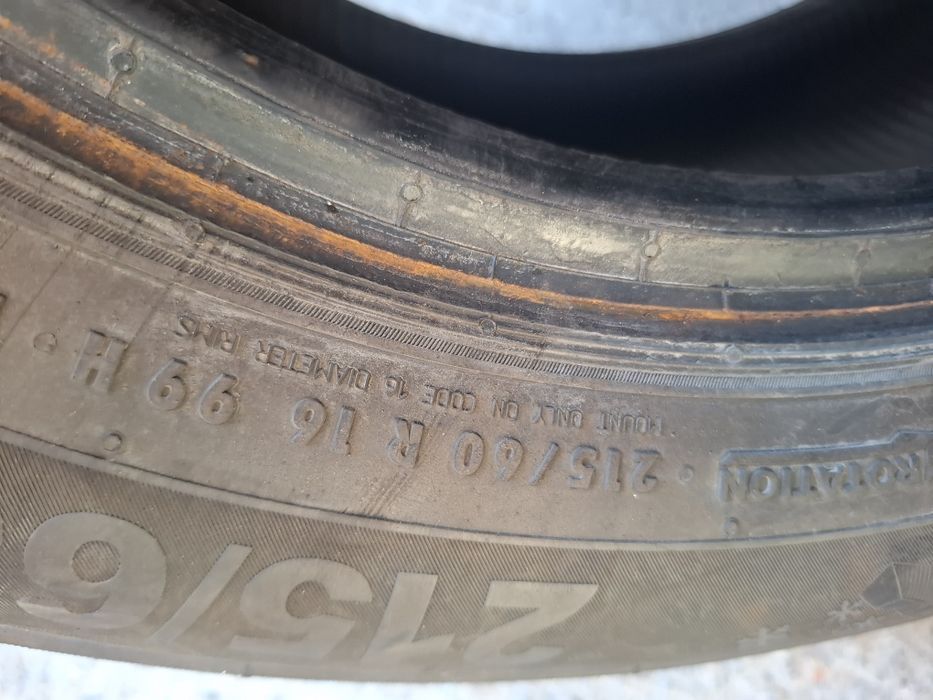 ROTATION
· 215/60 R 16 99 H ·
· MOUNT ONLY ON CODE 16 DIAMETER RIMS
215/6